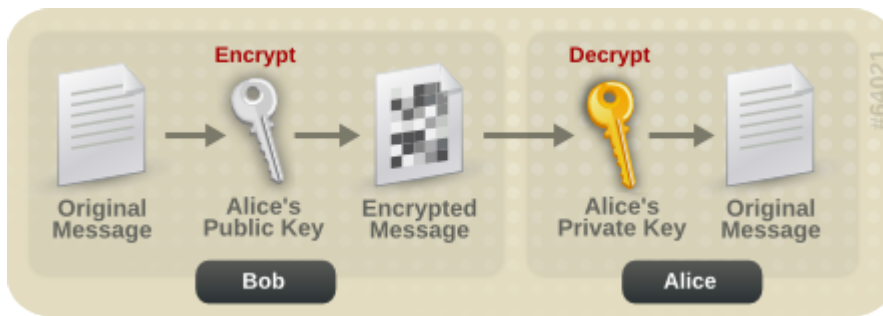 Encrypt
Decrypt
Original
Message
Alice's
Public Key
Encrypted
Message
Alice's
Private Key
Original
Message
Bob
Alice
#64021